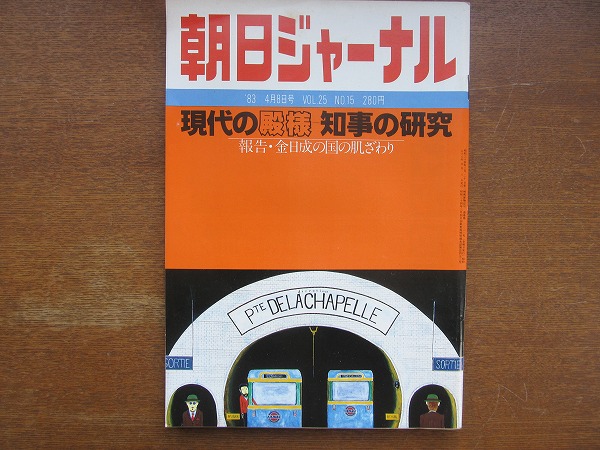 朝日ジャーナル
'83 4月8日号 VOL.25 NO.15 280円
現代の殿様 知事の研究
報告・金日成の国の肌ざわり
direction
PTE DE LA CHAPELLE
SORTIE
SORTIE